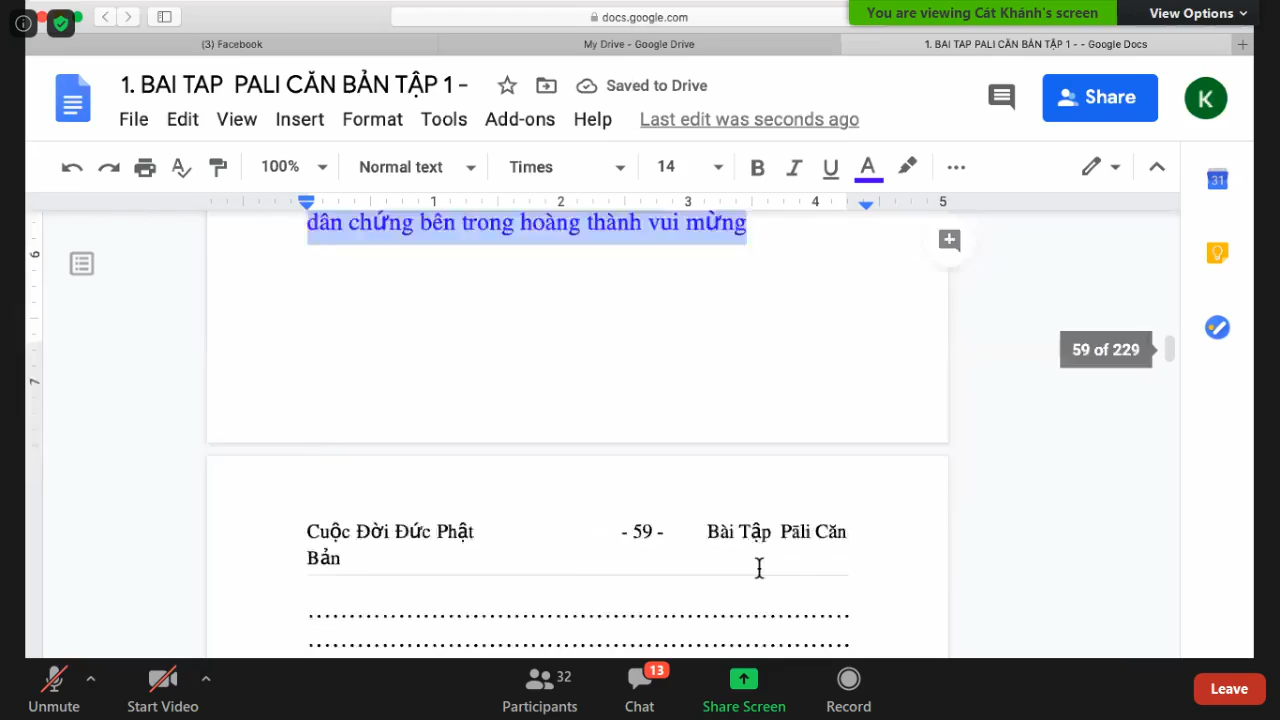 docs.google.com
You are viewing Cát Khánh's screen
View Options
(3) Facebook
My Drive - Google Drive
1. BAI TAP PALI CĂN BẢN TẬP 1 - - Google Docs
1. BAI TAP PALI CĂN BẢN TẬP 1 -
Saved to Drive
Share
K
File Edit View Insert Format Tools Add-ons Help Last edit was seconds ago
100% Normal text Times 14 B I U A
1 2 3 4 5
31
6
7
dân chứng bên trong hoàng thành vui mừng
59 of 229
Cuộc Đời Đức Phật - 59 - Bài Tập Pāli Căn
Bản
................................................................
................................................................
Unmute
Start Video
Participants 32
Chat 13
Share Screen
Record
Leave